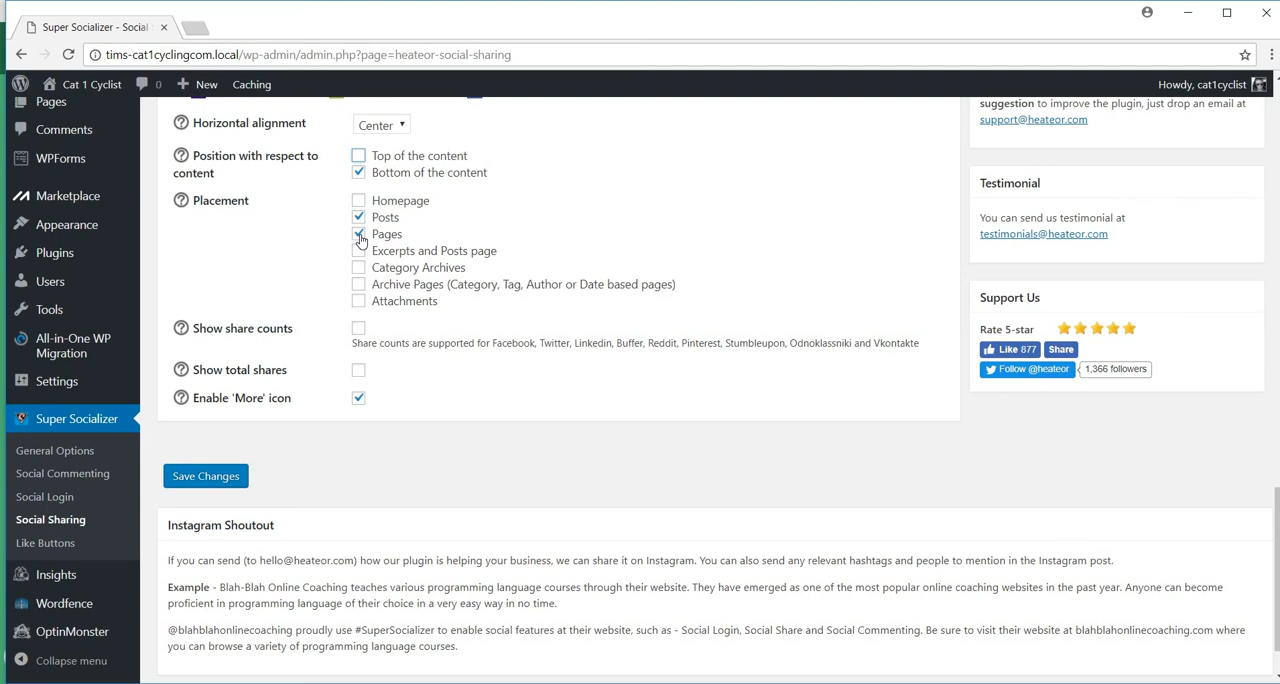 Super Socializer - Social
tims-cat1cyclingcom.local/wp-admin/admin.php?page=heateor-social-sharing
Cat 1 Cyclist 0 New Caching Howdy, cat1cyclist
Pages
Comments
WPForms
Marketplace
Appearance
Plugins
Users
Tools
All-in-One WP
Migration
Settings
Super Socializer
General Options
Social Commenting
Social Login
Social Sharing
Like Buttons
Insights
Wordfence
OptinMonster
Collapse menu
Horizontal alignment Center
Position with respect to
content
Top of the content
Bottom of the content
Placement
Homepage
Posts
Pages
Excerpts and Posts page
Category Archives
Archive Pages (Category, Tag, Author or Date based pages)
Attachments
Show share counts
Share counts are supported for Facebook, Twitter, Linkedin, Buffer, Reddit, Pinterest, Stumbleupon, Odnoklassniki and Vkontakte
Show total shares
Enable 'More' icon
Save Changes
suggestion to improve the plugin, just drop an email at
support@heateor.com
Testimonial
You can send us testimonial at
testimonials@heateor.com
Support Us
Rate 5-star
Like 877 Share
Follow @heateor 1,366 followers
Instagram Shoutout
If you can send (to hello@heateor.com) how our plugin is helping your business, we can share it on Instagram. You can also send any relevant hashtags and people to mention in the Instagram post.
Example - Blah-Blah Online Coaching teaches various programming language courses through their website. They have emerged as one of the most popular online coaching websites in the past year. Anyone can become
proficient in programming language of their choice in a very easy way in no time.
@blahblahonlinecoaching proudly use #SuperSocializer to enable social features at their website, such as - Social Login, Social Share and Social Commenting. Be sure to visit their website at blahblahonlinecoaching.com where
you can browse a variety of programming language courses.